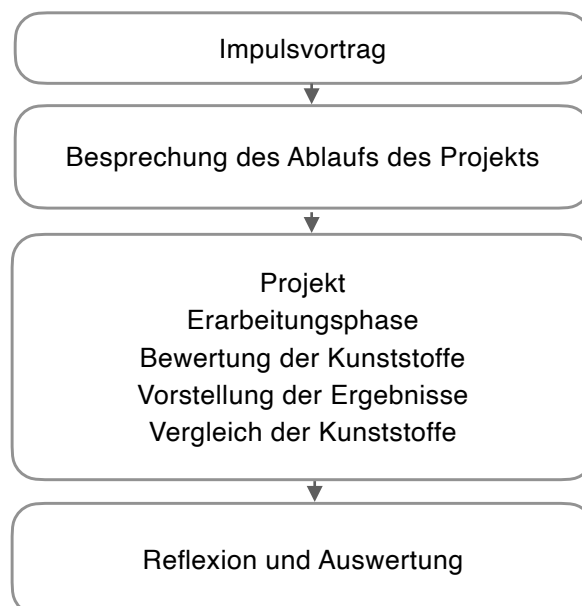 Impulsvortrag
Besprechung des Ablaufs des Projekts
Projekt
Erarbeitungsphase
Bewertung der Kunststoffe
Vorstellung der Ergebnisse
Vergleich der Kunststoffe
Reflexion und Auswertung